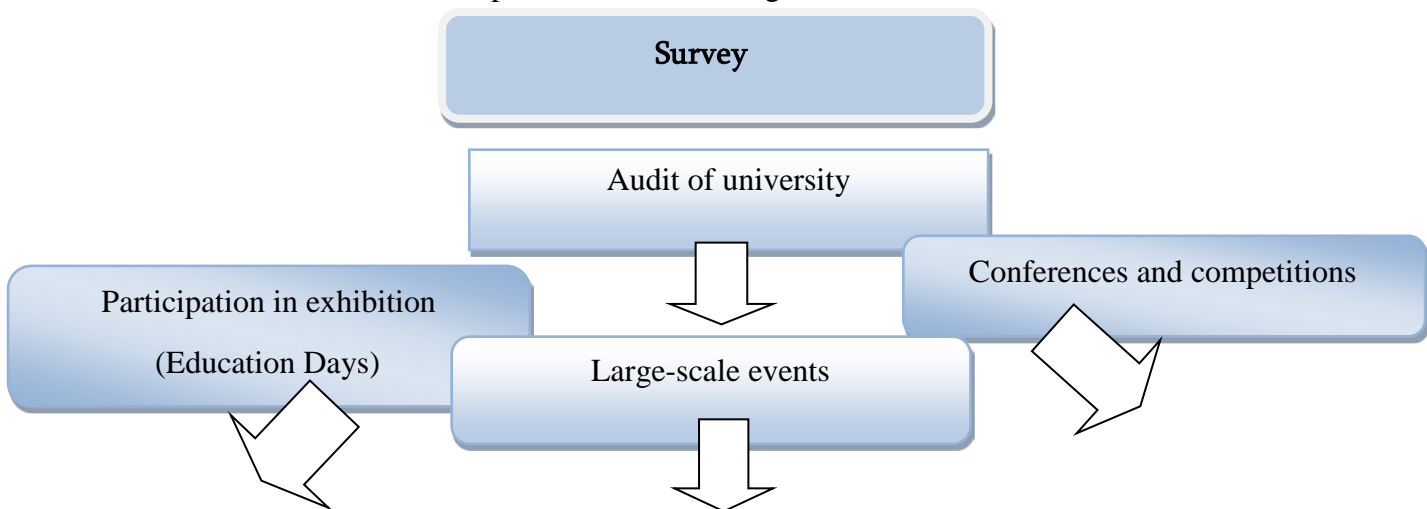 Survey
Audit of university
Conferences and competitions
Participation in exhibition
(Education Days)
Large-scale events